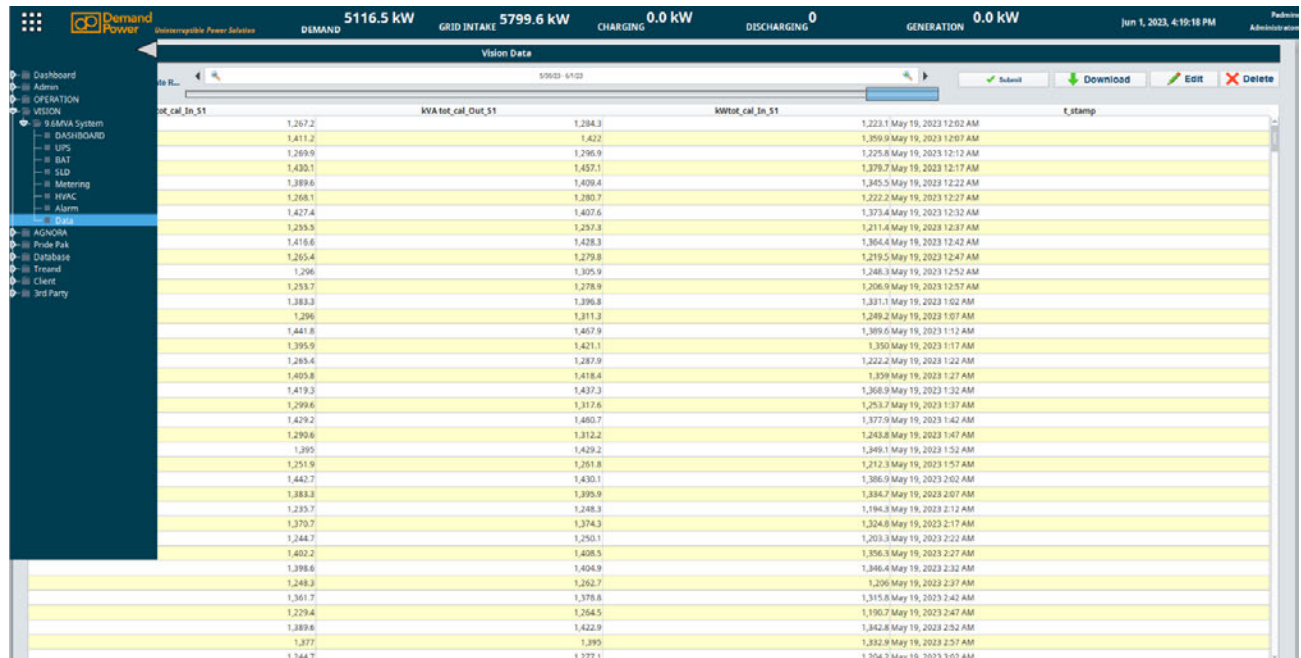 Demand Power
Uninterruptible Power Solution
DEMAND 5116.5 kW
GRID INTAKE 5799.6 kW
CHARGING 0.0 kW
DISCHARGING 0
GENERATION 0.0 kW
Jun 1, 2023, 4:19:18 PM
Administrator
Vision Data
Submit
Download
Edit
Delete
Dashboard
Admin
OPERATION
VISION
9.6MVA System
DASHBOARD
UPS
BAT
SLD
Metering
HVAC
Alarm
Data
AGNORA
Pride Pak
Database
Treand
Client
3rd Party
tot_cal_In_S1 kVA tot_cal_Out_S1 kWtot_cal_In_S1 t_stamp
1,267.2 1,284.3 1,223.1 May 19, 2023 12:02 AM
1,411.2 1,422 1,359.9 May 19, 2023 12:07 AM
1,269.9 1,296.9 1,225.8 May 19, 2023 12:12 AM
1,430.1 1,457.1 1,379.7 May 19, 2023 12:17 AM
1,389.6 1,409.4 1,345.5 May 19, 2023 12:22 AM
1,268.1 1,280.7 1,222.2 May 19, 2023 12:27 AM
1,427.4 1,407.6 1,373.4 May 19, 2023 12:32 AM
1,255.5 1,257.3 1,211.4 May 19, 2023 12:37 AM
1,416.6 1,428.3 1,364.4 May 19, 2023 12:42 AM
1,265.4 1,279.8 1,219.5 May 19, 2023 12:47 AM
1,296 1,305.9 1,248.3 May 19, 2023 12:52 AM
1,253.7 1,278.9 1,206.9 May 19, 2023 12:57 AM
1,383.3 1,396.8 1,331.1 May 19, 2023 1:02 AM
1,296 1,311.3 1,249.2 May 19, 2023 1:07 AM
1,441.8 1,467.9 1,389.6 May 19, 2023 1:12 AM
1,395.9 1,421.1 1,350 May 19, 2023 1:17 AM
1,265.4 1,287.9 1,222.2 May 19, 2023 1:22 AM
1,405.8 1,418.4 1,359 May 19, 2023 1:27 AM
1,419.3 1,437.3 1,368.9 May 19, 2023 1:32 AM
1,299.6 1,317.6 1,253.7 May 19, 2023 1:37 AM
1,429.2 1,460.7 1,377.9 May 19, 2023 1:42 AM
1,290.6 1,312.2 1,243.8 May 19, 2023 1:47 AM
1,395 1,429.2 1,349.1 May 19, 2023 1:52 AM
1,251.9 1,261.8 1,212.3 May 19, 2023 1:57 AM
1,442.7 1,430.1 1,386.9 May 19, 2023 2:02 AM
1,383.3 1,395.9 1,334.7 May 19, 2023 2:07 AM
1,235.7 1,248.3 1,194.3 May 19, 2023 2:12 AM
1,370.7 1,374.3 1,324.8 May 19, 2023 2:17 AM
1,244.7 1,250.1 1,203.3 May 19, 2023 2:22 AM
1,402.2 1,408.5 1,356.3 May 19, 2023 2:27 AM
1,398.6 1,404.9 1,346.4 May 19, 2023 2:32 AM
1,248.3 1,262.7 1,206 May 19, 2023 2:37 AM
1,361.7 1,378.8 1,315.8 May 19, 2023 2:42 AM
1,229.4 1,264.5 1,190.7 May 19, 2023 2:47 AM
1,389.6 1,422.9 1,342.8 May 19, 2023 2:52 AM
1,377 1,395 1,332.9 May 19, 2023 2:57 AM
1,244.7 1,277.1 1,204.2 May 19, 2023 3:02 AM